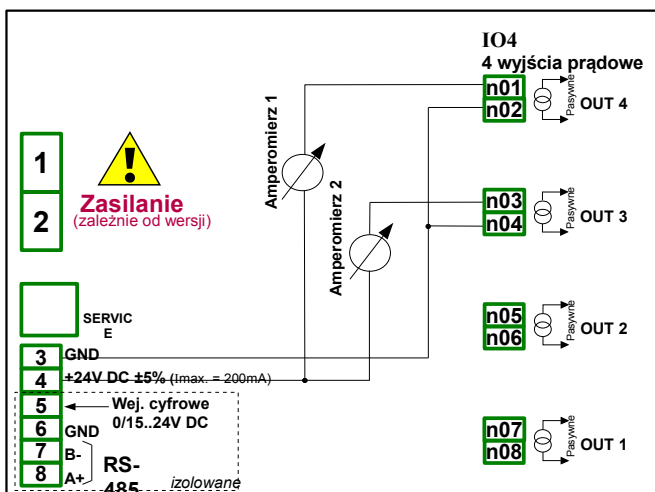 IO4
4 wyjścia prądowe
n01
n02
Pasywne
OUT 4
Amperomierz 1
1
2
Zasilanie
(zależnie od wersji)
Amperomierz 2
n03
n04
Pasywne
OUT 3
SERVIC
E
n05
n06
Pasywne
OUT 2
3 GND
4 +24V DC ±5% (Imax. = 200mA)
5 Wej. cyfrowe
0/15..24V DC
6 GND
7 B-
8 A+
RS-
485
izolowane
n07
n08
Pasywne
OUT 1